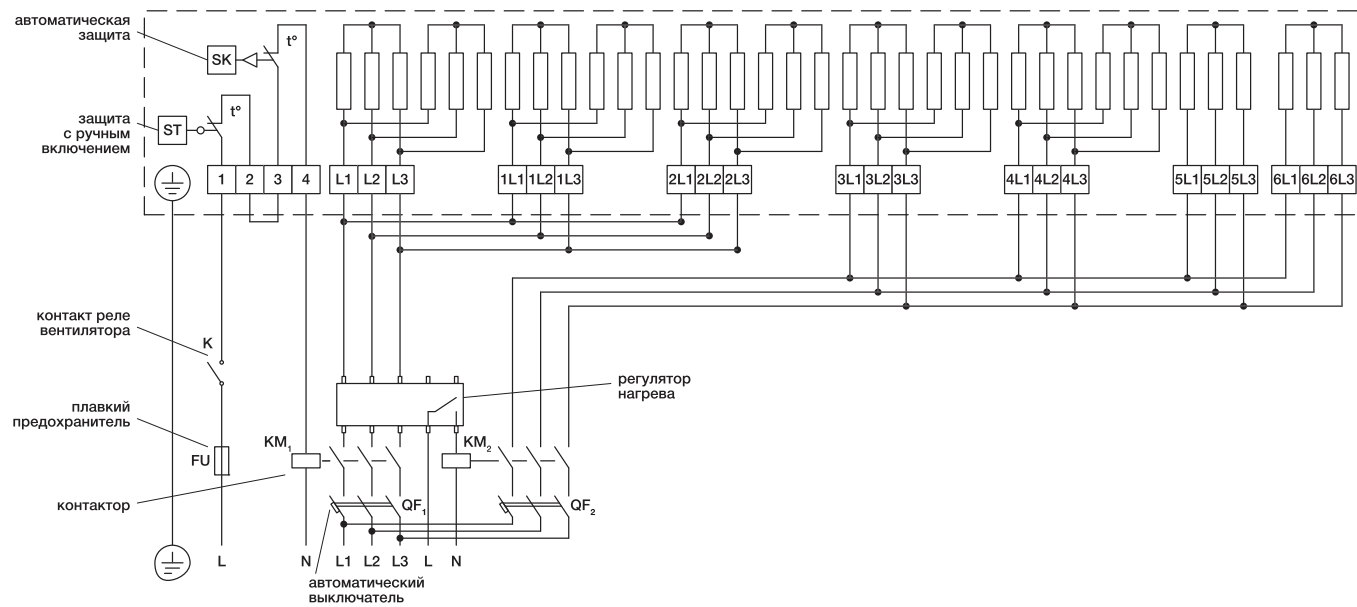 автоматическая
защита
SK
t°
защита
с ручным
включением
ST
t°
1 2 3 4 L1 L2 L3 1L1 1L2 1L3 2L1 2L2 2L3 3L1 3L2 3L3 4L1 4L2 4L3 5L1 5L2 5L3 6L1 6L2 6L3
контакт реле
вентилятора
K
регулятор
нагрева
плавкий
предохранитель
FU
KM1
KM2
контактор
QF1
QF2
L N L1 L2 L3 L N
автоматический
выключатель